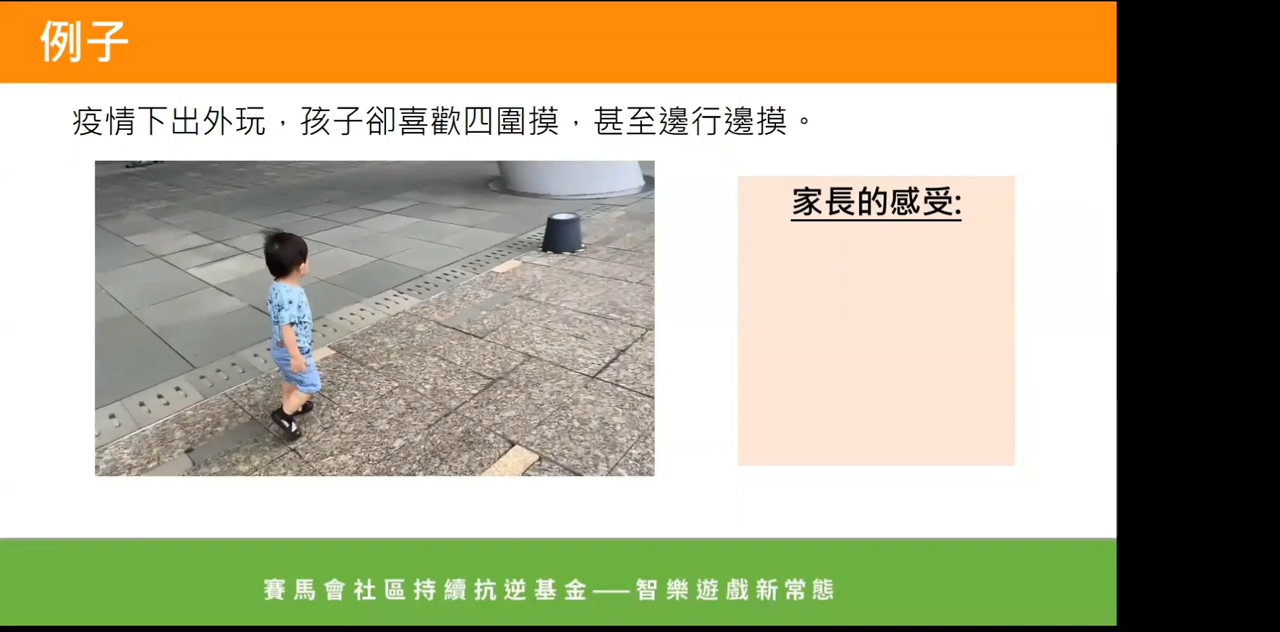 例子
疫情下出外玩，孩子卻喜歡四圍摸，甚至邊行邊摸。
家長的感受:
賽馬會社區持續抗逆基金——智樂遊戲新常態